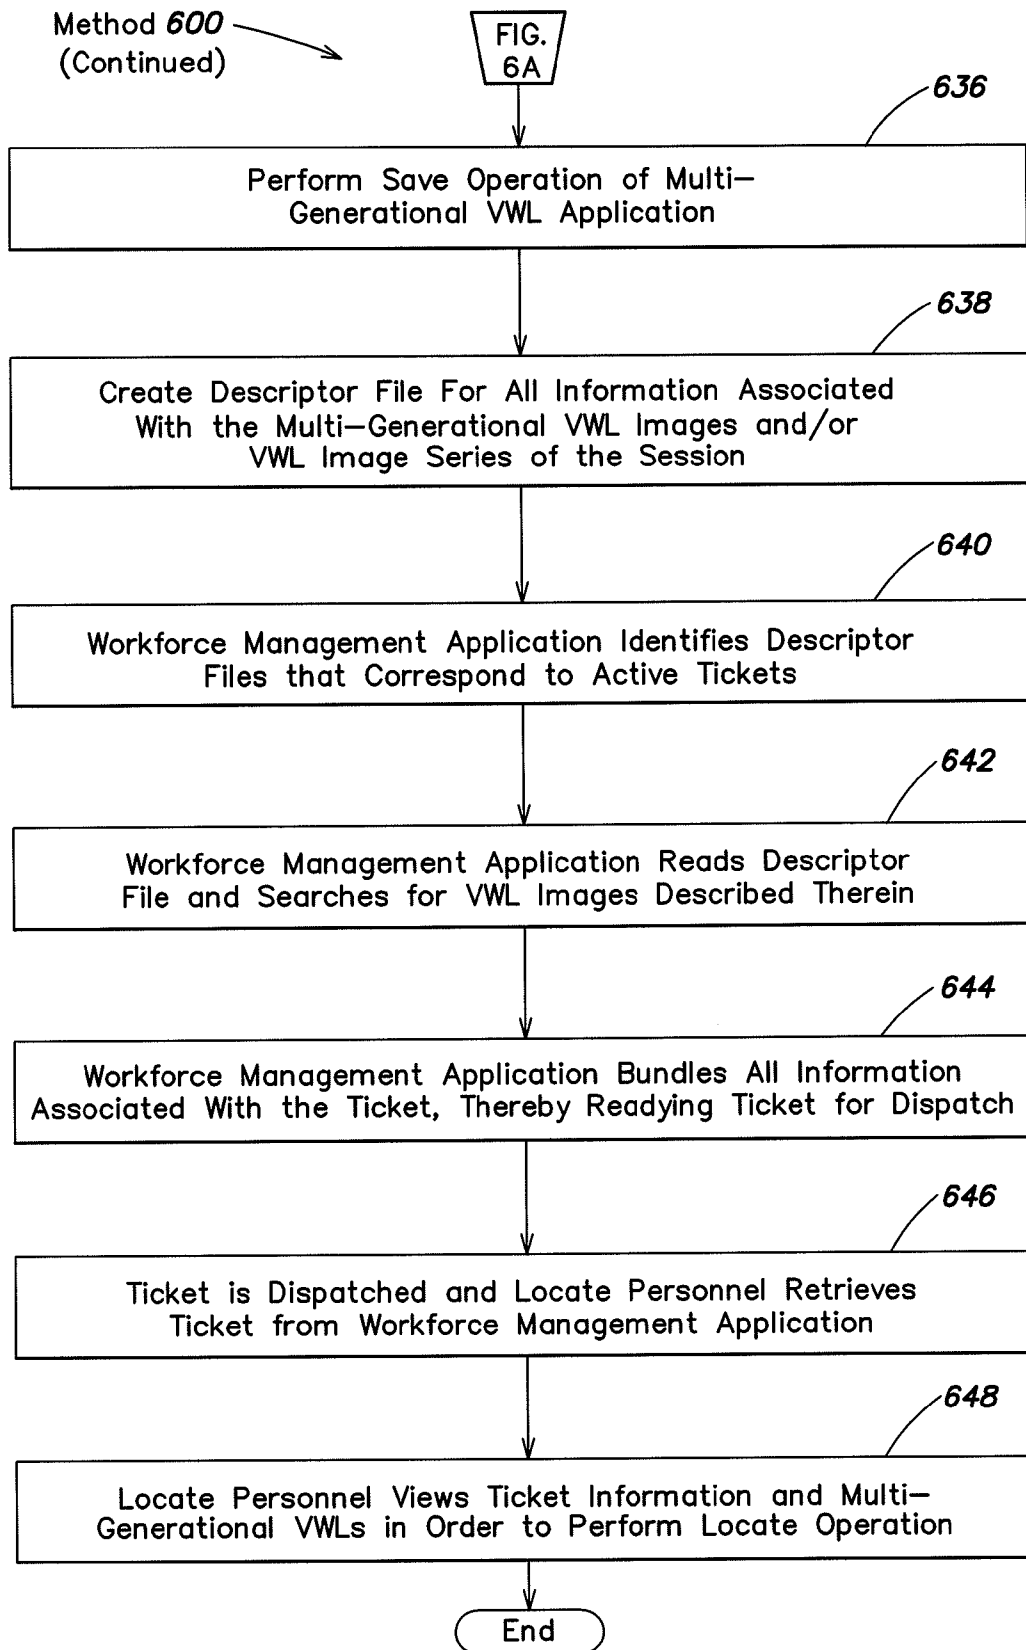 Method 600
(Continued)
FIG.
6A
636
Perform Save Operation of Multi–
Generational VWL Application
638
Create Descriptor File For All Information Associated
With the Multi–Generational VWL Images and/or
VWL Image Series of the Session
640
Workforce Management Application Identifies Descriptor
Files that Correspond to Active Tickets
642
Workforce Management Application Reads Descriptor
File and Searches for VWL Images Described Therein
644
Workforce Management Application Bundles All Information
Associated With the Ticket, Thereby Readying Ticket for Dispatch
646
Ticket is Dispatched and Locate Personnel Retrieves
Ticket from Workforce Management Application
648
Locate Personnel Views Ticket Information and Multi–
Generational VWLs in Order to Perform Locate Operation
End